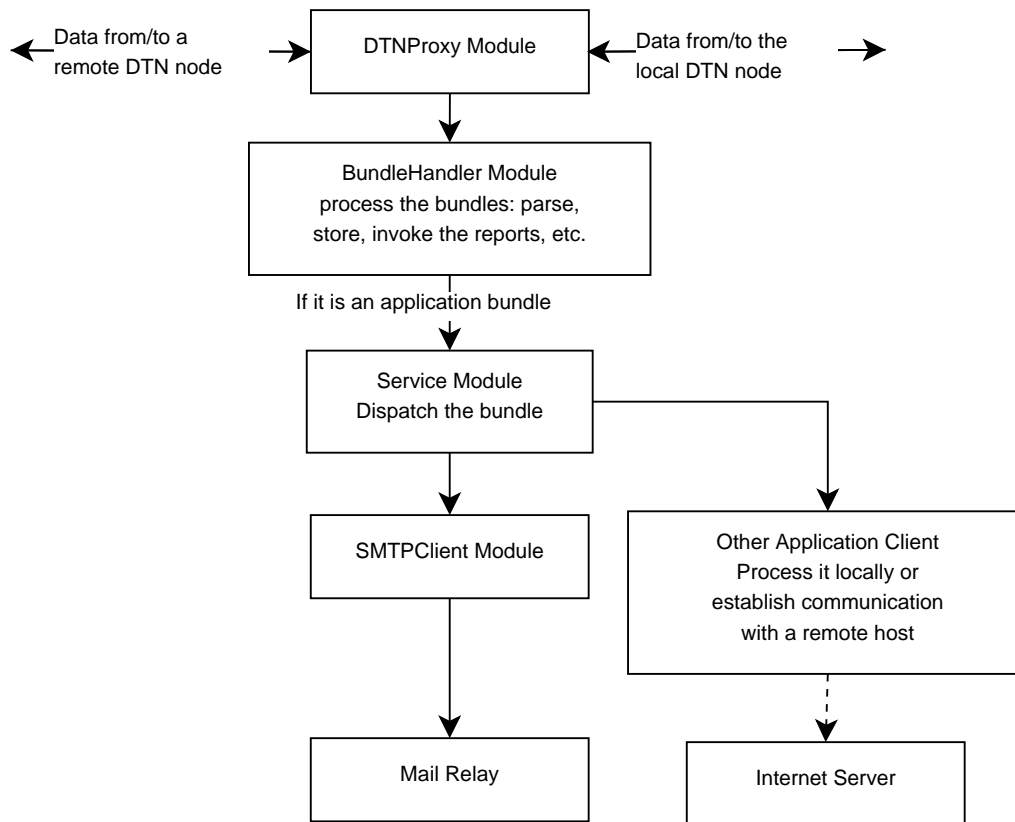 Data from/to a
remote DTN node
DTNProxy Module
Data from/to the
local DTN node
BundleHandler Module
process the bundles: parse,
store, invoke the reports, etc.
If it is an application bundle
Service Module
Dispatch the bundle
SMTPClient Module
Other Application Client
Process it locally or
establish communication
with a remote host
Mail Relay
Internet Server